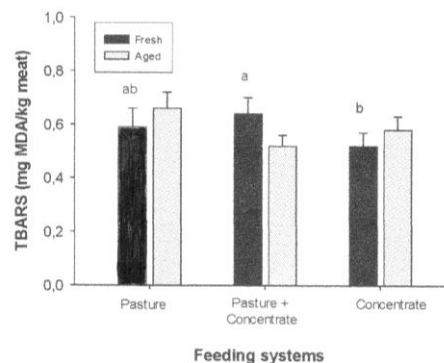 TBARS (mg MDA/kg meat)
1,0
0,8
0,6
0,4
0,2
0,0
Fresh
Aged
ab
a
b
Pasture
Pasture +
Concentrate
Concentrate
Feeding systems